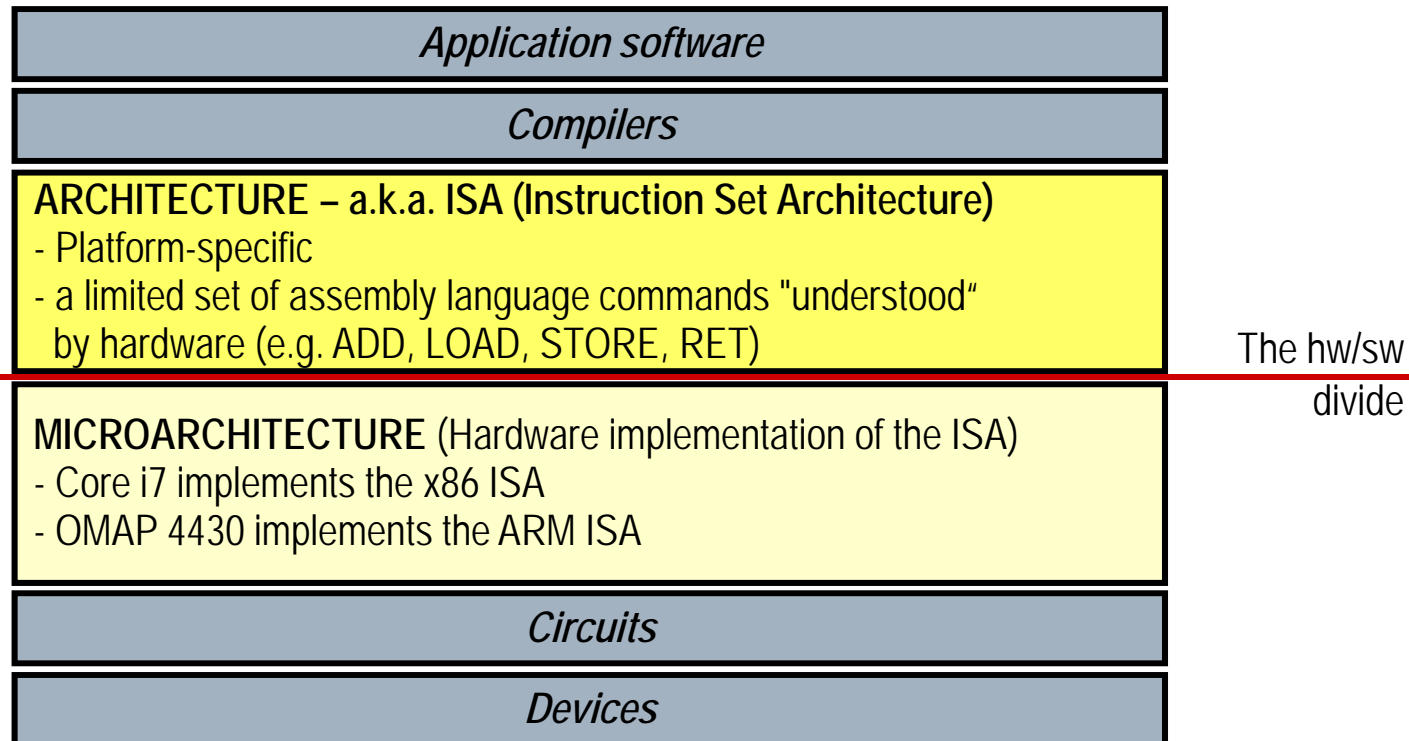 Application software
Compilers
ARCHITECTURE – a.k.a. ISA (Instruction Set Architecture)
- Platform-specific
- a limited set of assembly language commands "understood“
by hardware (e.g. ADD, LOAD, STORE, RET)
The hw/sw
divide
MICROARCHITECTURE (Hardware implementation of the ISA)
- Core i7 implements the x86 ISA
- OMAP 4430 implements the ARM ISA
Circuits
Devices